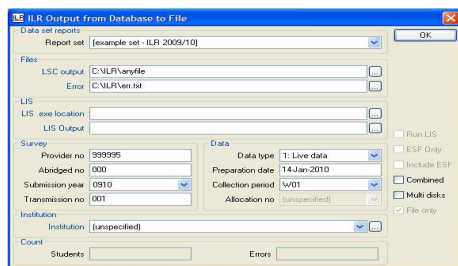 ILR Output from Database to File
Data set reports
Report set [example set - ILR 2009/10]
OK
Files
LSC output C:\ILR\anyfile ...
Error C:\ILR\err.txt ...
LIS
LIS .exe location ...
LIS Output ...
Run LIS
Survey Data
Provider no 999995 Data type 1: Live data
ESF Only
Abridged no 000 Preparation date 14-Jan-2010
Include ESF
Submission year 0910 Collection period W01
Combined
Transmission no 001 Allocation no (unspecified)
Multi disks
File only
Institution
Institution (unspecified) ...
Count
Students Errors